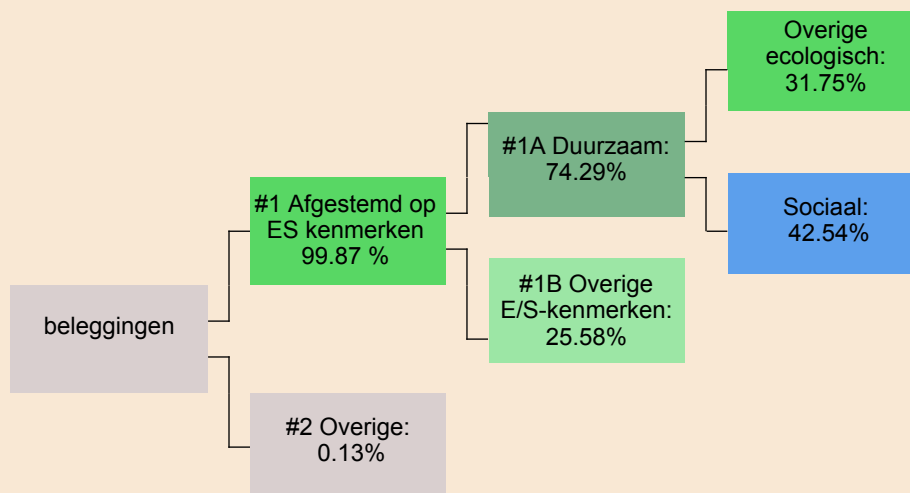 Overige
ecologisch:
31.75%
#1A Duurzaam:
74.29%
#1 Afgestemd op
ES kenmerken
99.87 %
Sociaal:
42.54%
#1B Overige
E/S-kenmerken:
25.58%
beleggingen
#2 Overige:
0.13%